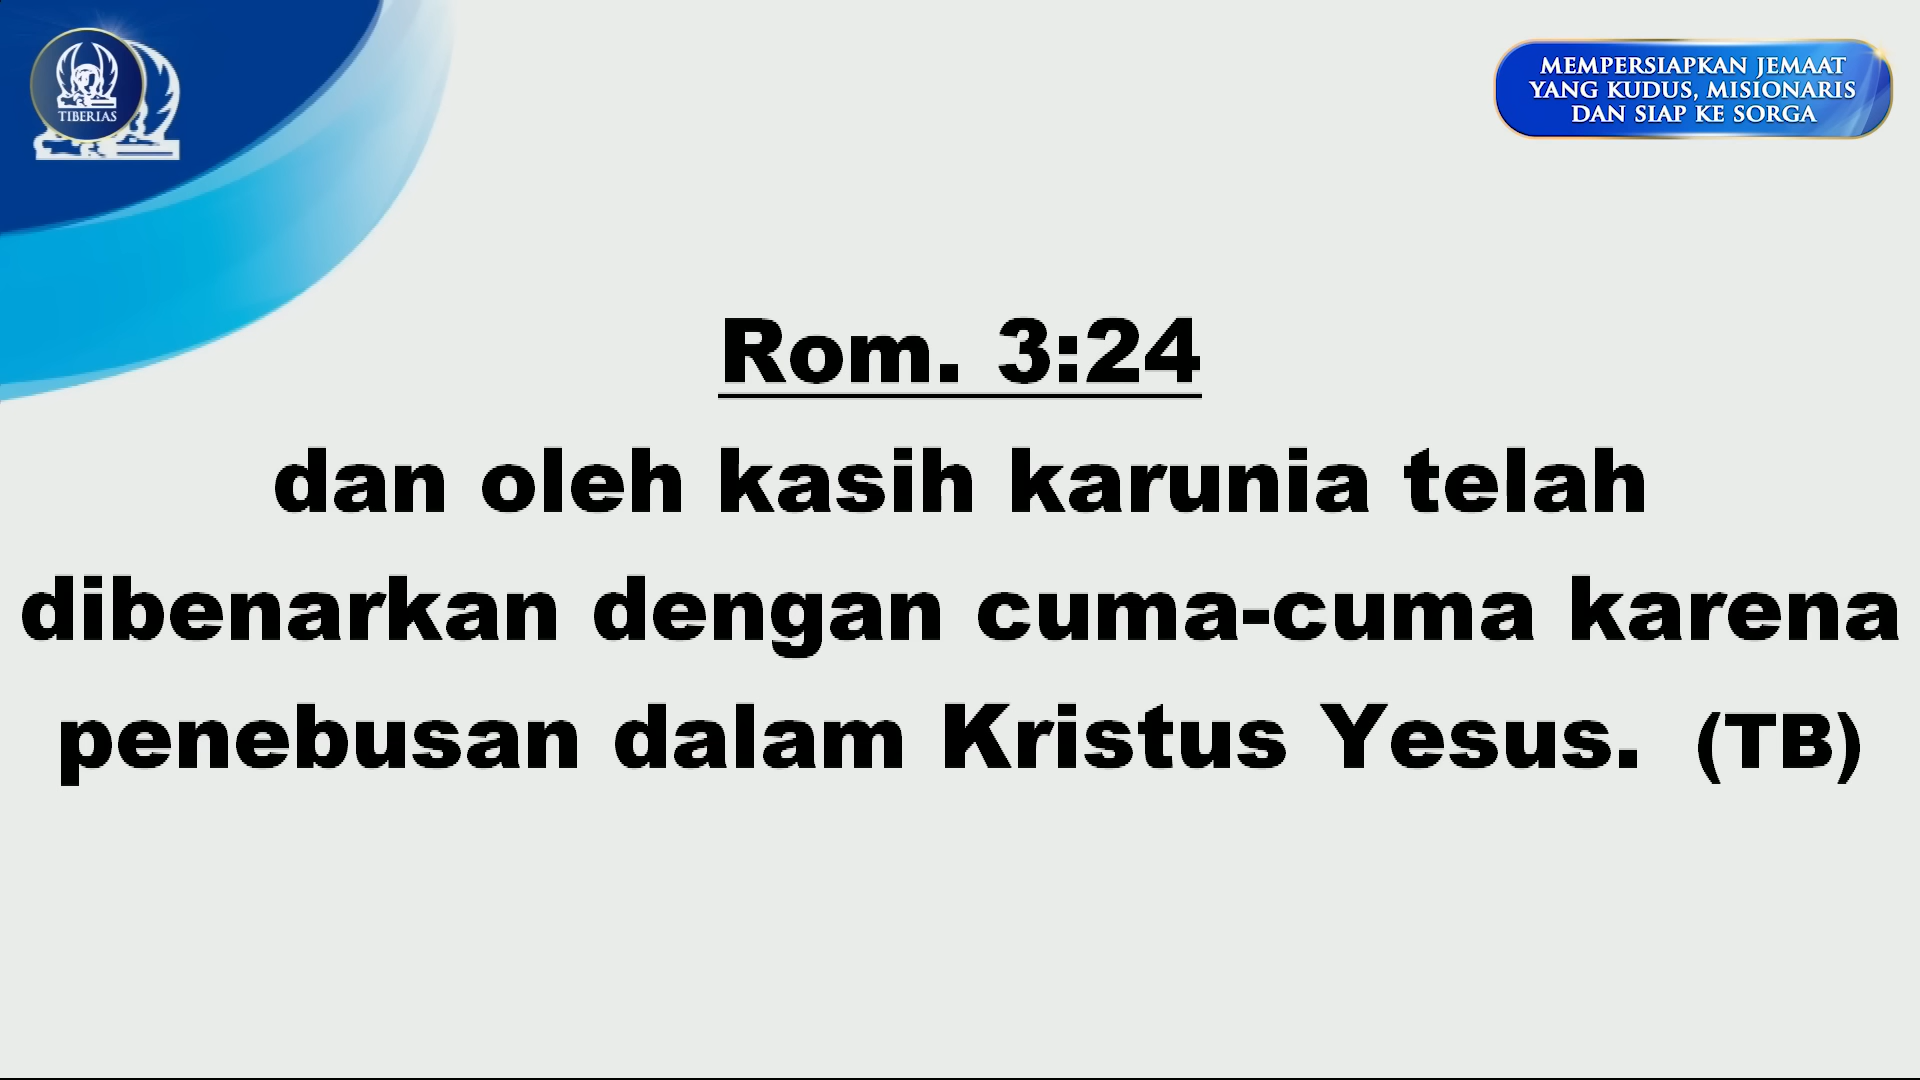 TIBERIAS
MEMPERSIAPKAN JEMAAT
YANG KUDUS, MISIONARIS
DAN SIAP KE SORGA
Rom. 3:24
dan oleh kasih karunia telah
dibenarkan dengan cuma-cuma karena
penebusan dalam Kristus Yesus. (TB)